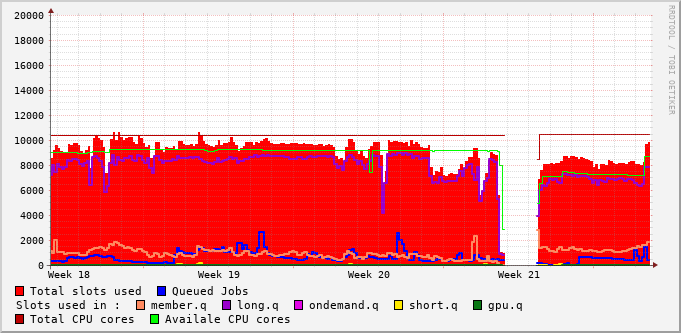 20000
18000
16000
14000
12000
10000
8000
6000
4000
2000
0
Week 18 Week 19 Week 20 Week 21
Total slots used Queued Jobs
Slots used in : member.q long.q ondemand.q short.q gpu.q
Total CPU cores Availale CPU cores
RRDTOOL / TOBI OETIKER